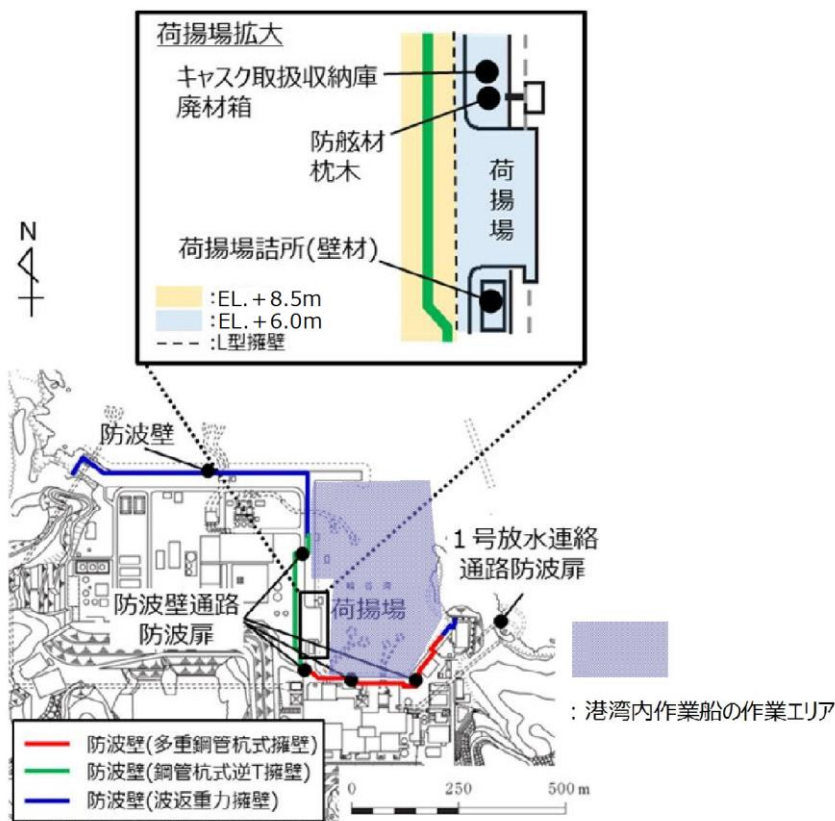 荷揚場拡大
キャスク取扱収納庫
廃材箱
防舷材
枕木
荷揚場
荷揚場詰所(壁材)
:EL.+8.5m
:EL.+6.0m
:L型擁壁
N
防波壁
1号放水連絡
通路防波扉
防波壁通路
防波扉
荷揚場
:港湾内作業船の作業エリア
防波壁(多重鋼管杭式擁壁)
防波壁(鋼管杭式逆T擁壁)
防波壁(波返重力擁壁)
0 250 500 m